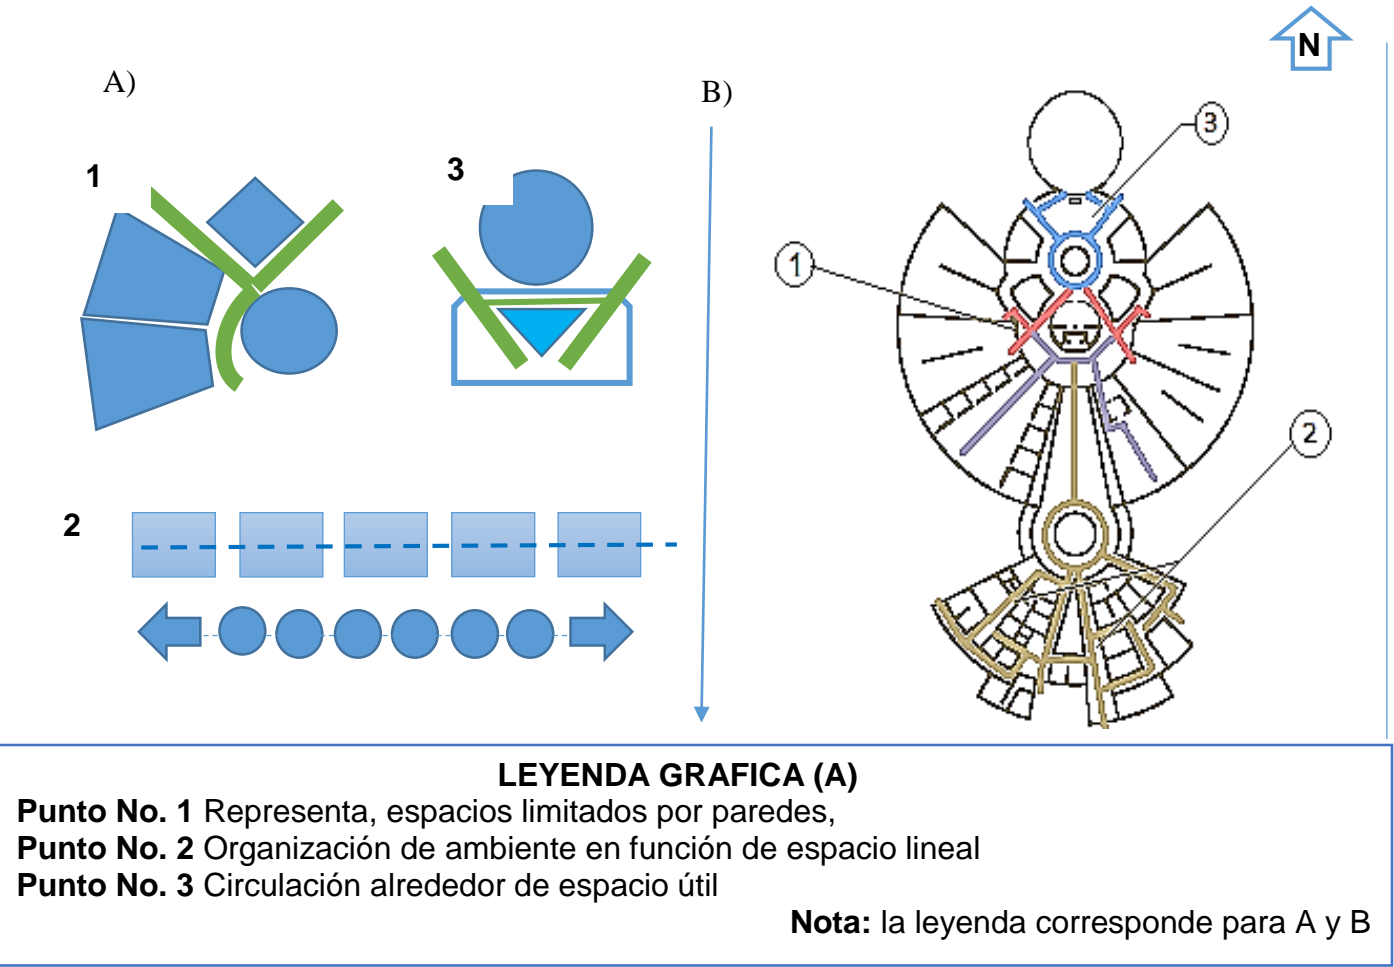 N
A)
B)
1
3
3
1
2
2
LEYENDA GRAFICA (A)
Punto No. 1 Representa, espacios limitados por paredes,
Punto No. 2 Organización de ambiente en función de espacio lineal
Punto No. 3 Circulación alrededor de espacio útil
Nota: la leyenda corresponde para A y B